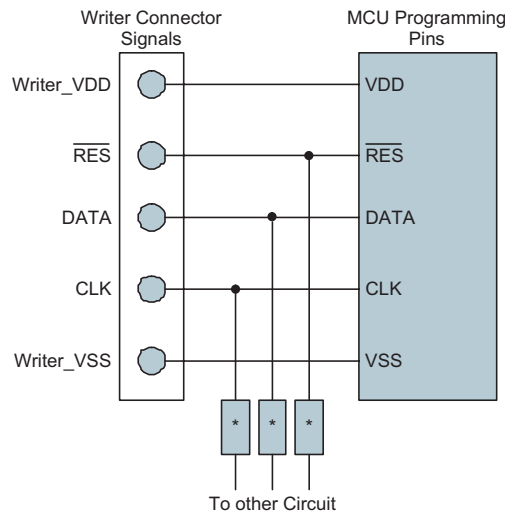 Writer Connector
Signals
MCU Programming
Pins
Writer_VDD
VDD
RES
RES
DATA
DATA
CLK
CLK
Writer_VSS
VSS
* * *
To other Circuit